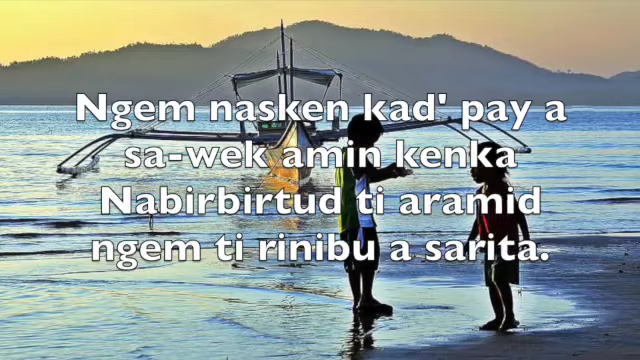 Ngem nasken kad' pay a
sa-wek amin kenka
Nabirbirtud ti aramid
ngem ti rinibu a sarita.